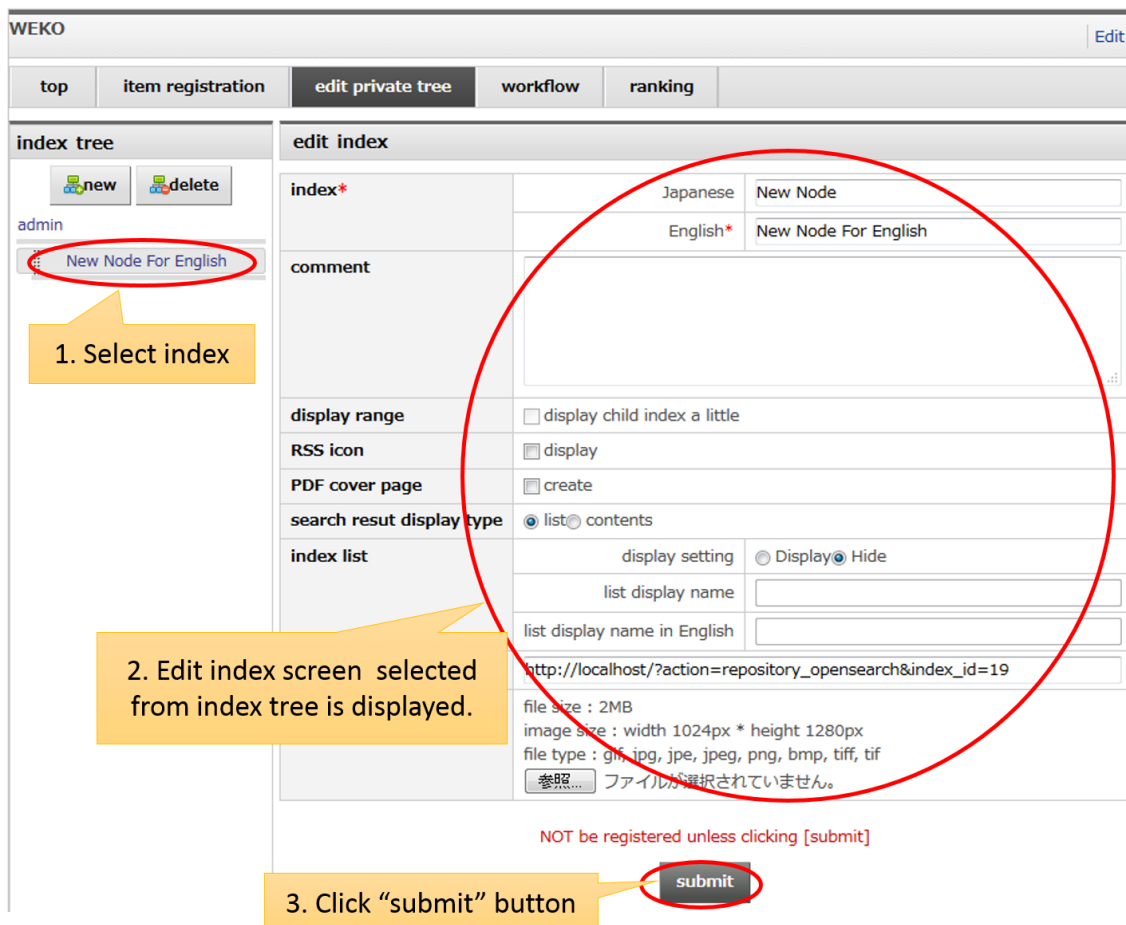 WEKO
Edit
top item registration edit private tree workflow ranking
index tree
new delete
admin
New Node For English
1. Select index
edit index
index* Japanese New Node
English* New Node For English
comment
display range display child index a little
RSS icon display
PDF cover page create
search resut display type list contents
index list display setting Display Hide
list display name
list display name in English
2. Edit index screen selected
from index tree is displayed.
http://localhost/?action=repository_opensearch&index_id=19
file size : 2MB
image size : width 1024px * height 1280px
file type : gif, jpg, jpe, jpeg, png, bmp, tiff, tif
参照... ファイルが選択されていません。
NOT be registered unless clicking [submit]
submit
3. Click “submit” button